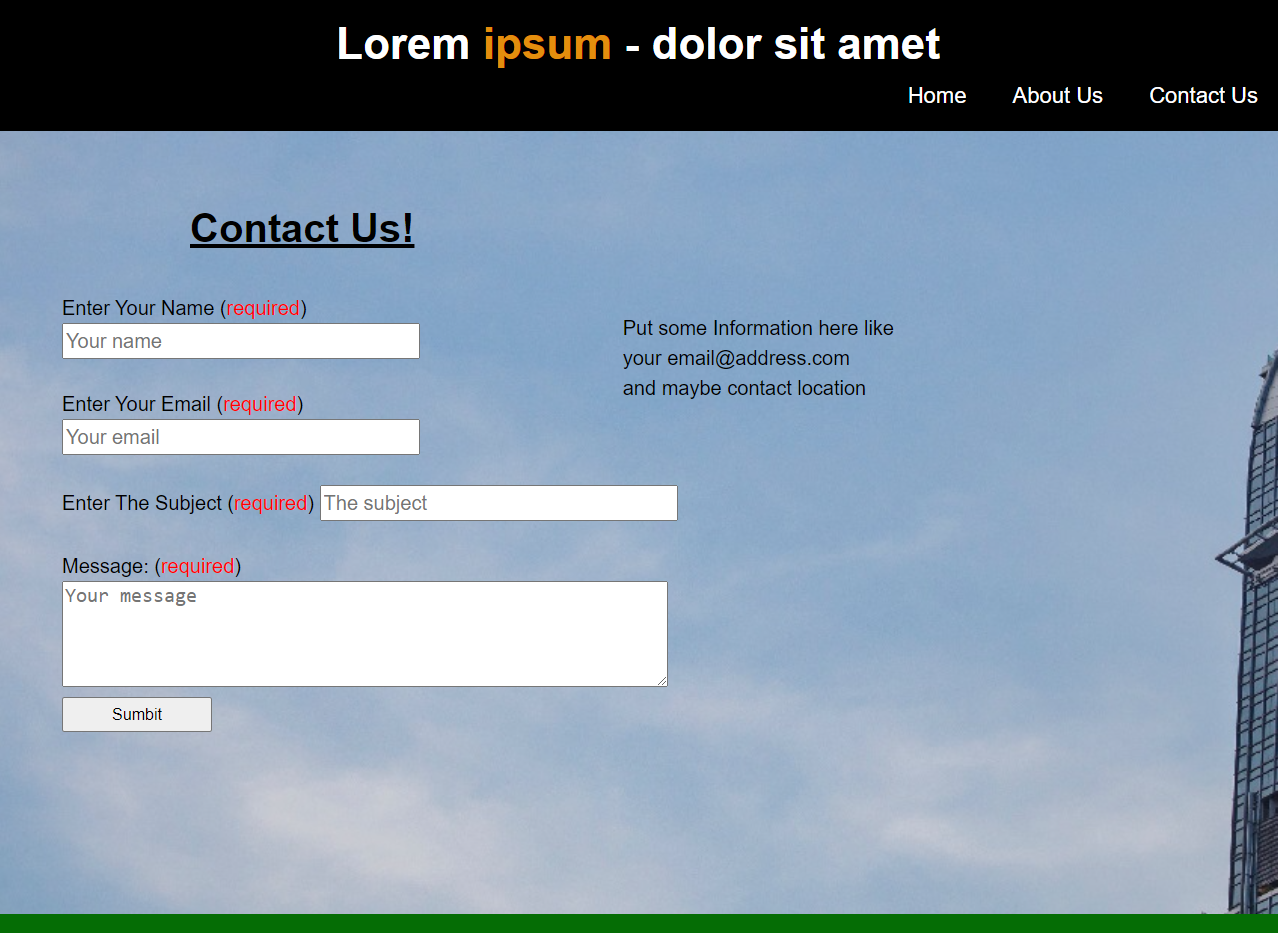 Lorem ipsum - dolor sit amet
Home About Us Contact Us
Contact Us!
Enter Your Name (required)
Your name
Enter Your Email (required)
Your email
Enter The Subject (required) The subject
Message: (required)
Your message
Sumbit
Put some Information here like
your email@address.com
and maybe contact location